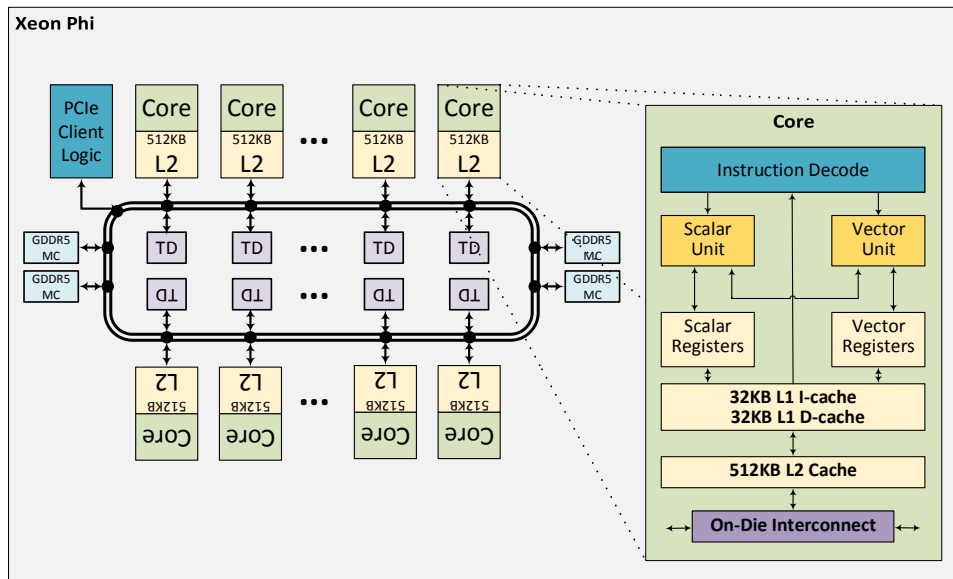 Xeon Phi
PCIe
Client
Logic
Core
512KB
L2
Core
512KB
L2
...
Core
512KB
L2
Core
512KB
L2
GDDR5
MC
GDDR5
MC
TD
TD
...
TD
TD
TD
TD
...
TD
TD
GDDR5
MC
GDDR5
MC
L2
512KB
Core
L2
512KB
Core
...
L2
512KB
Core
L2
512KB
Core
Core
Instruction Decode
Scalar
Unit
Vector
Unit
Scalar
Registers
Vector
Registers
32KB L1 I-cache
32KB L1 D-cache
512KB L2 Cache
On-Die Interconnect